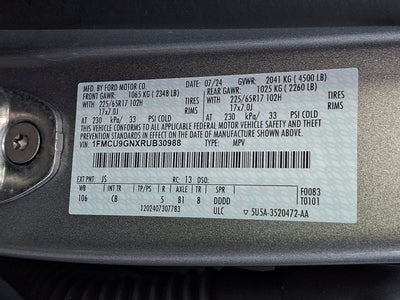 MFD. BY FORD MOTOR CO. 07/24 GVWR: 2041 KG ( 4500 LB)
FRONT GAWR: 1065 KG ( 2348 LB) REAR GAWR: 1025 KG ( 2260 LB)
225/65R17 102H TIRES 225/65R17 102H TIRES
17x7.0J RIMS 17x7.0J RIMS
AT 230 kPa/ 33 PSI COLD AT 230 kPa/ 33 PSI COLD
THIS VEHICLE CONFORMS TO ALL APPLICABLE FEDERAL MOTOR VEHICLE
SAFETY, BUMPER, AND THEFT PREVENTION STANDARDS IN EFFECT ON THE
DATE OF MANUFACTURE SHOWN ABOVE.
VIN: 1FMCU9GNXRUB30988 TYPE: MPV
EXT PNT: JS RC: 13 DSO:
WB INT TR TP/PS R AXLE TR SPR F0083
106 CB 5 B1 8 DDDD T0101
1202407307783 ULC 5U5A-3520472-AA